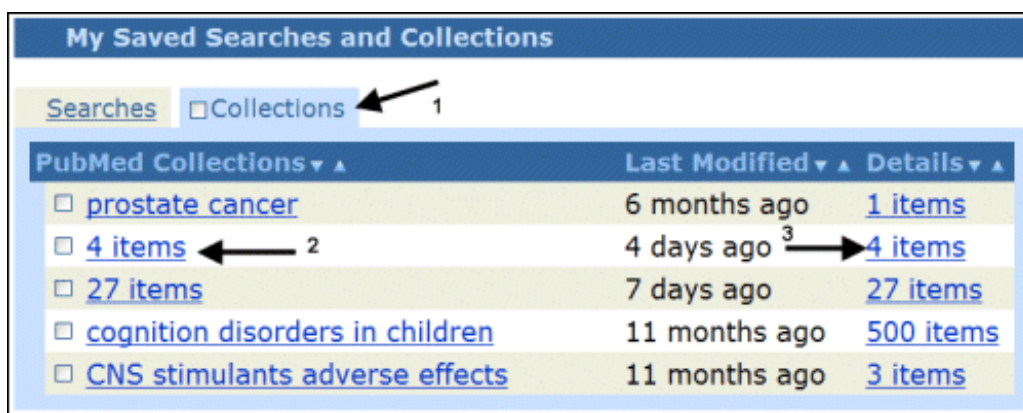 My Saved Searches and Collections
Searches Collections 1
PubMed Collections ▼ ▲ Last Modified ▼ ▲ Details ▼ ▲
prostate cancer 6 months ago 1 items
4 items 2 4 days ago 3 4 items
27 items 7 days ago 27 items
cognition disorders in children 11 months ago 500 items
CNS stimulants adverse effects 11 months ago 3 items